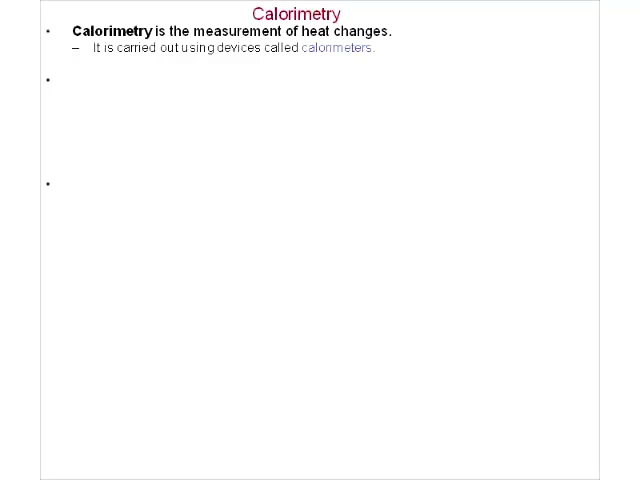 Calorimetry
• Calorimetry is the measurement of heat changes.
– It is carried out using devices called calorimeters.
•
•